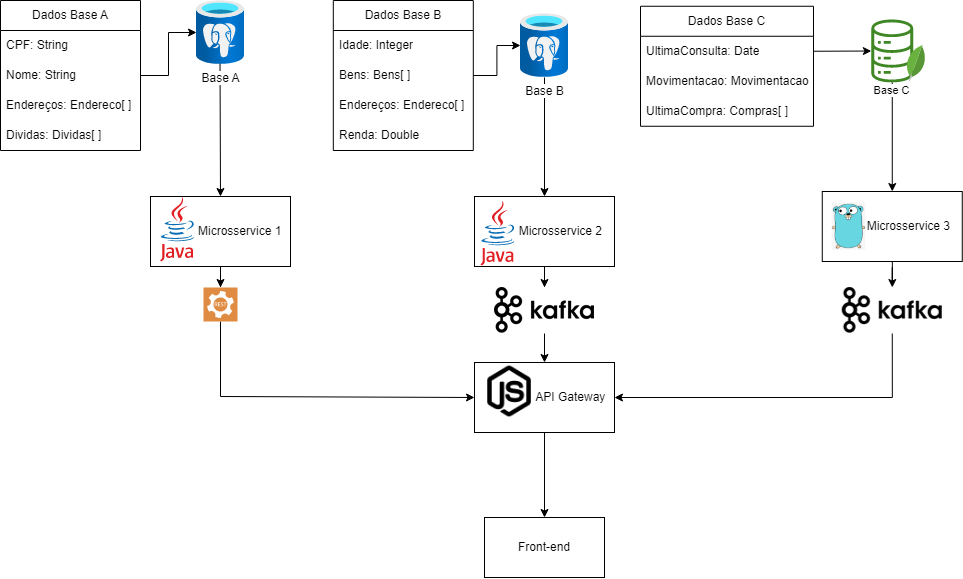 Dados Base A
CPF: String
Nome: String
Endereços: Endereco[ ]
Dividas: Dividas[ ]
Base A
Dados Base B
Idade: Integer
Bens: Bens[ ]
Endereços: Endereco[ ]
Renda: Double
Base B
Dados Base C
UltimaConsulta: Date
Movimentacao: Movimentacao
UltimaCompra: Compras[ ]
Base C
Java
Microsservice 1
Java
Microsservice 2
Microsservice 3
REST
kafka
kafka
JS
API Gateway
Front-end